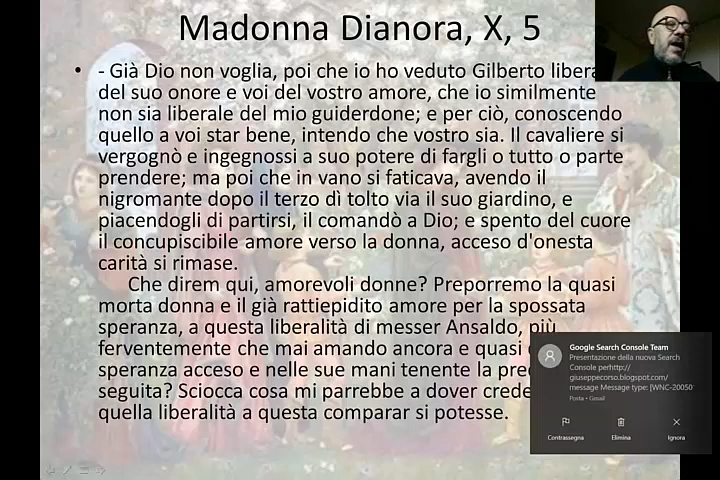 Madonna Dianora, X, 5
• - Già Dio non voglia, poi che io ho veduto Gilberto libera
del suo onore e voi del vostro amore, che io similmente
non sia liberale del mio guiderdone; e per ciò, conoscendo
quello a voi star bene, intendo che vostro sia. Il cavaliere si
vergognò e ingegnossi a suo potere di fargli o tutto o parte
prendere; ma poi che in vano si faticava, avendo il
nigromante dopo il terzo dì tolto via il suo giardino, e
piacendogli di partirsi, il comandò a Dio; e spento del cuore
il concupiscibile amore verso la donna, acceso d'onesta
carità si rimase.
Che direm qui, amorevoli donne? Preporremo la quasi
morta donna e il già rattiepidito amore per la spossata
speranza, a questa liberalità di messer Ansaldo, più
ferventemente che mai amando ancora e quasi
speranza acceso e nelle sue mani tenente la pre
seguita? Sciocca cosa mi parrebbe a dover crede
quella liberalità a questa comparar si potesse.
Google Search Console Team
Presentazione della nuova Search
Console perhttp://
giuseppecorso.blogspot.com/
message Message type: [WNC-20050
Posta • Gmail
Contrassegna Elimina Ignora